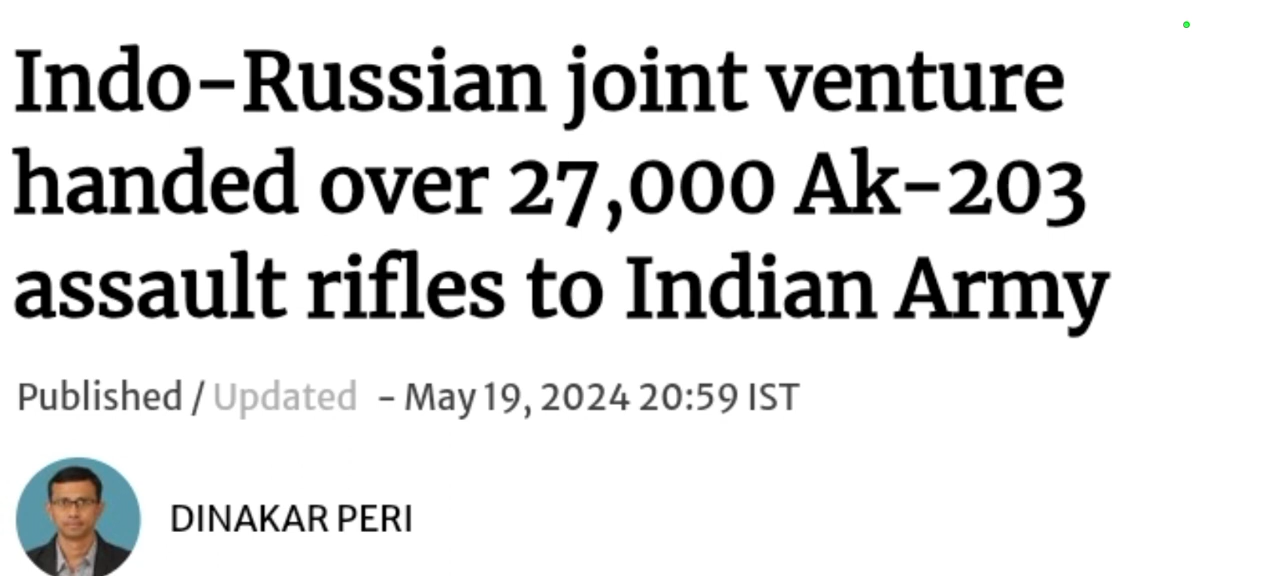 Indo-Russian joint venture
handed over 27,000 Ak-203
assault rifles to Indian Army
Published / Updated - May 19, 2024 20:59 IST
DINAKAR PERI